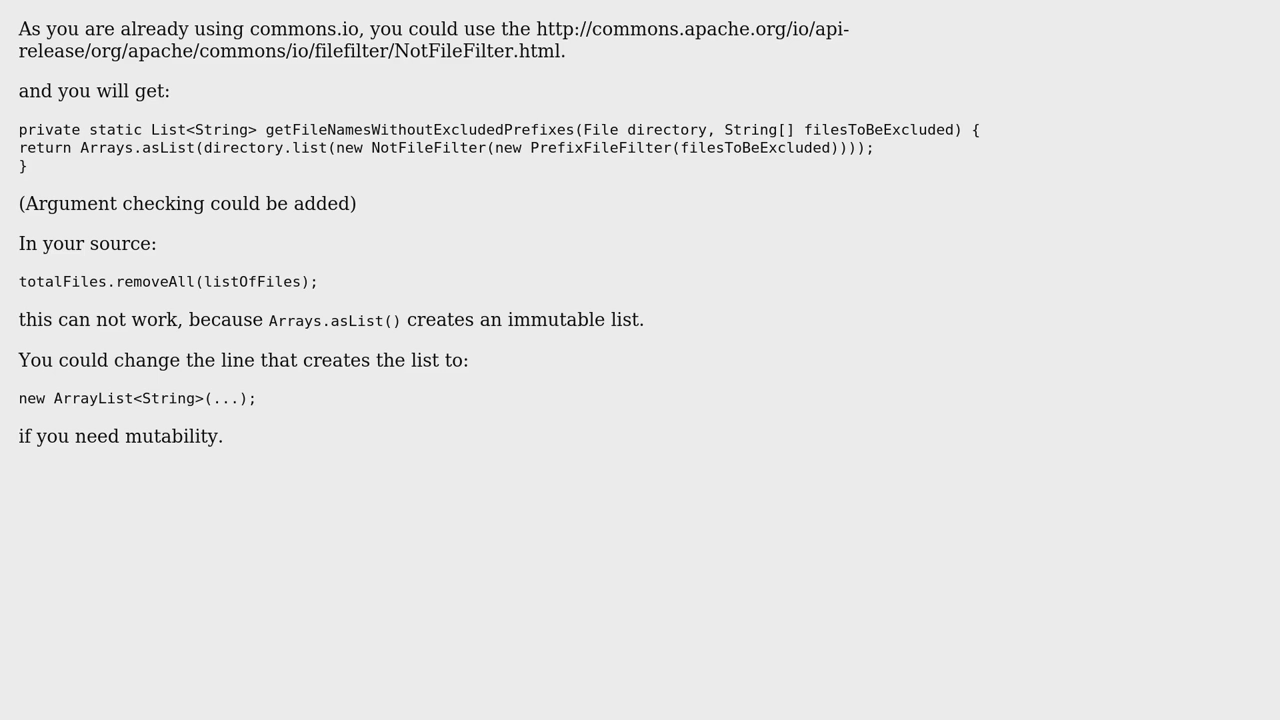 As you are already using commons.io, you could use the http://commons.apache.org/io/api-
release/org/apache/commons/io/filefilter/NotFileFilter.html.
and you will get:
private static List<String> getFileNamesWithoutExcludedPrefixes(File directory, String[] filesToBeExcluded) {
return Arrays.asList(directory.list(new NotFileFilter(new PrefixFileFilter(filesToBeExcluded))));
}
(Argument checking could be added)
In your source:
totalFiles.removeAll(listOfFiles);
this can not work, because Arrays.asList() creates an immutable list.
You could change the line that creates the list to:
new ArrayList<String>(...);
if you need mutability.